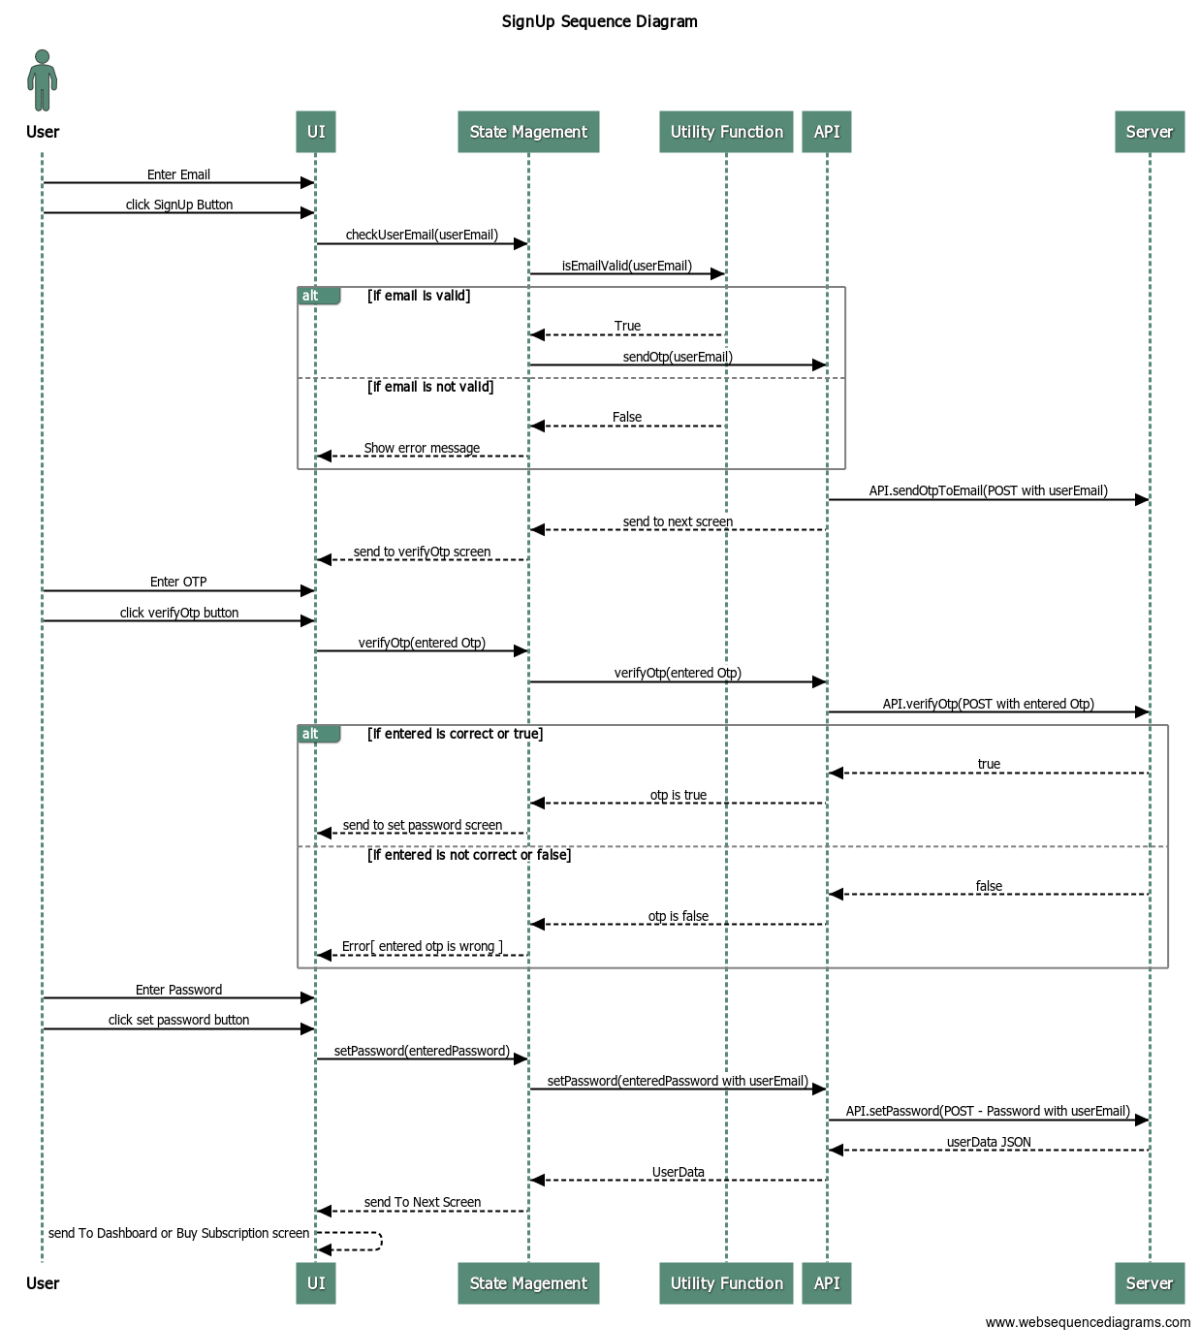 SignUp Sequence Diagram
User
UI
State Magement
Utility Function
API
Server
Enter Email
click SignUp Button
checkUserEmail(userEmail)
isEmailValid(userEmail)
alt
[if email is valid]
True
sendOtp(userEmail)
[if email is not valid]
False
Show error message
API.sendOtpToEmail(POST with userEmail)
send to next screen
send to verifyOtp screen
Enter OTP
click verifyOtp button
verifyOtp(entered Otp)
verifyOtp(entered Otp)
API.verifyOtp(POST with entered Otp)
alt
[if entered is correct or true]
true
otp is true
send to set password screen
[if entered is not correct or false]
false
otp is false
Error[ entered otp is wrong ]
Enter Password
click set password button
setPassword(enteredPassword)
setPassword(enteredPassword with userEmail)
API.setPassword(POST - Password with userEmail)
userData JSON
UserData
send To Next Screen
send To Dashboard or Buy Subscription screen
User
UI
State Magement
Utility Function
API
Server
www.websequencediagrams.com